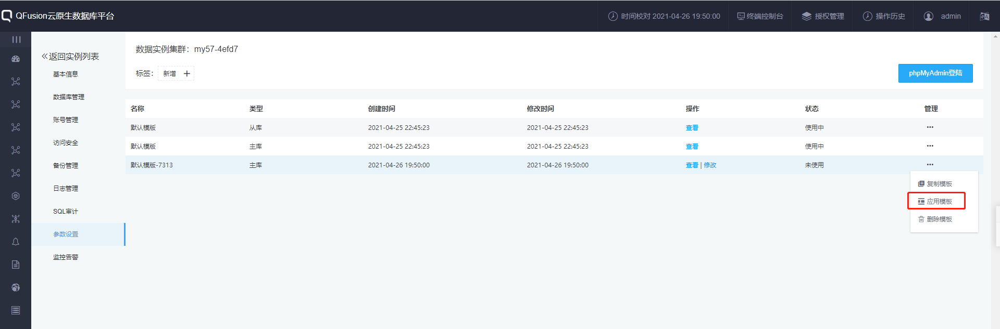 QFusion云原生数据库平台
时间校对 2021-04-26 19:50:00
终端控制台
授权管理
操作历史
admin
返回实例列表
基本信息
数据库管理
账号管理
访问安全
备份管理
日志管理
SQL审计
参数设置
监控告警
数据实例集群：my57-4efd7
标签： 新增 +
phpMyAdmin登陆
名称 类型 创建时间 修改时间 操作 状态 管理
默认模版 从库 2021-04-25 22:45:23 2021-04-25 22:45:23 查看 使用中 •••
默认模版 主库 2021-04-25 22:45:23 2021-04-25 22:45:23 查看 使用中 •••
默认模版-7313 主库 2021-04-26 19:50:00 2021-04-26 19:50:00 查看 | 修改 未使用 •••
复制模板
应用模板
删除模板